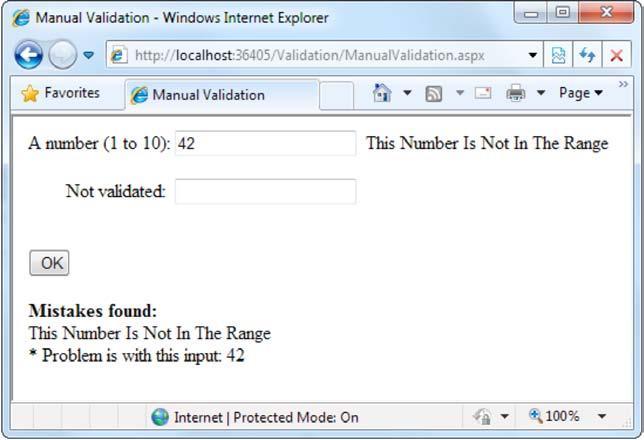 Manual Validation - Windows Internet Explorer
http://localhost:36405/Validation/ManualValidation.aspx
Favorites
Manual Validation
Page
»
A number (1 to 10): 42 This Number Is Not In The Range
Not validated:
OK
Mistakes found:
This Number Is Not In The Range
* Problem is with this input: 42
Internet | Protected Mode: On
100%